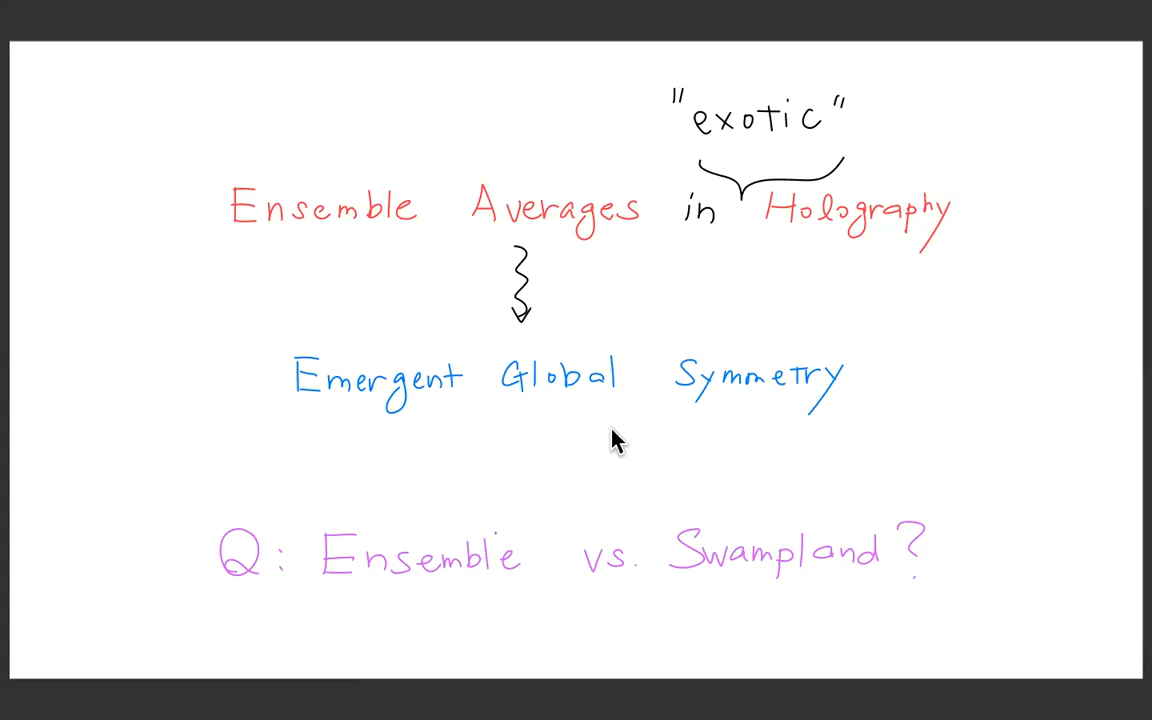 "exotic"
Ensemble Averages in Holography
Emergent Global Symmetry
Q: Ensemble vs. Swampland?